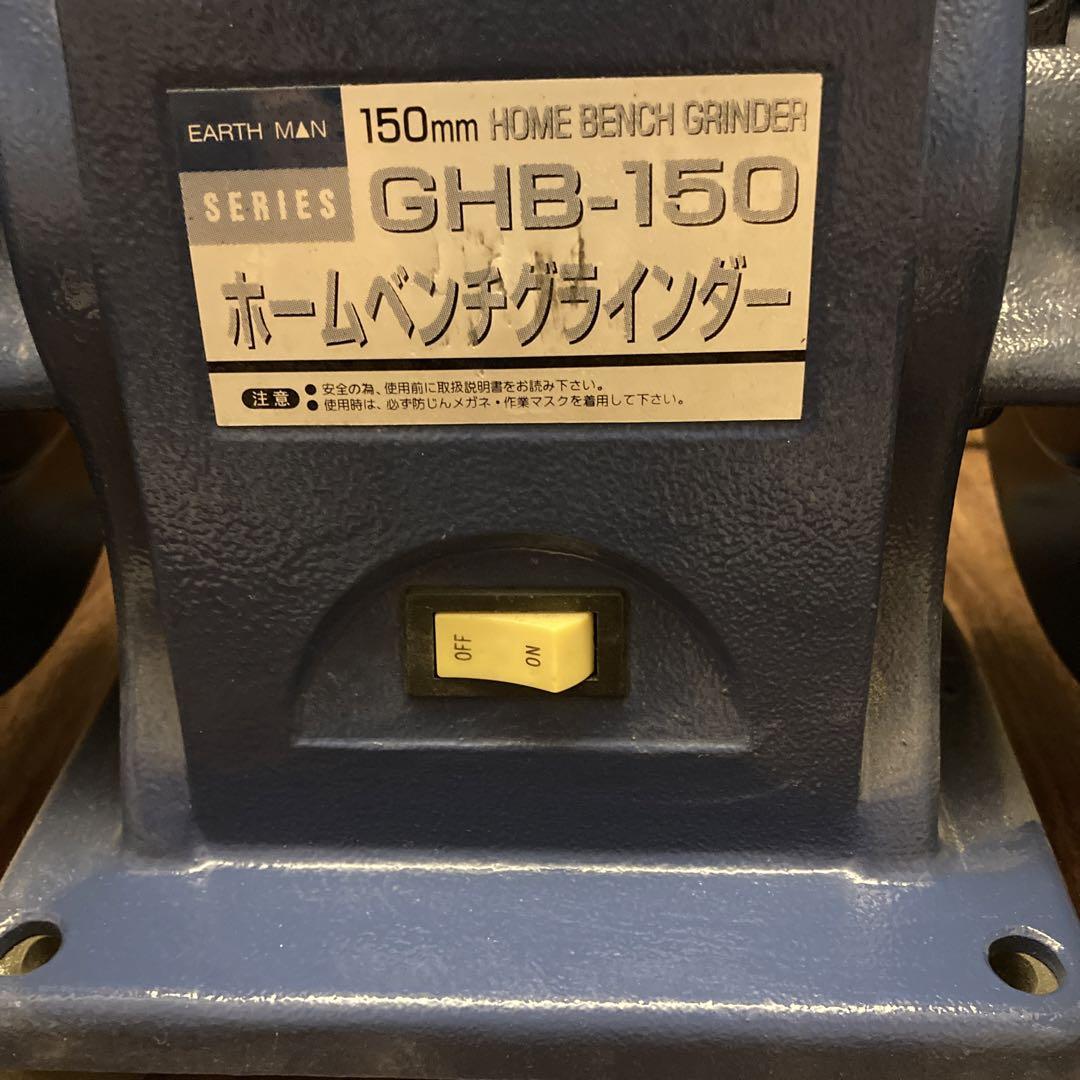 EARTH MAN
150mm HOME BENCH GRINDER
SERIES
GHB-150
ホームベンチグラインダー
注意
● 安全の為、使用前に取扱説明書をお読み下さい。
● 使用時は、必ず防じんメガネ・作業マスクを着用して下さい。
OFF
ON